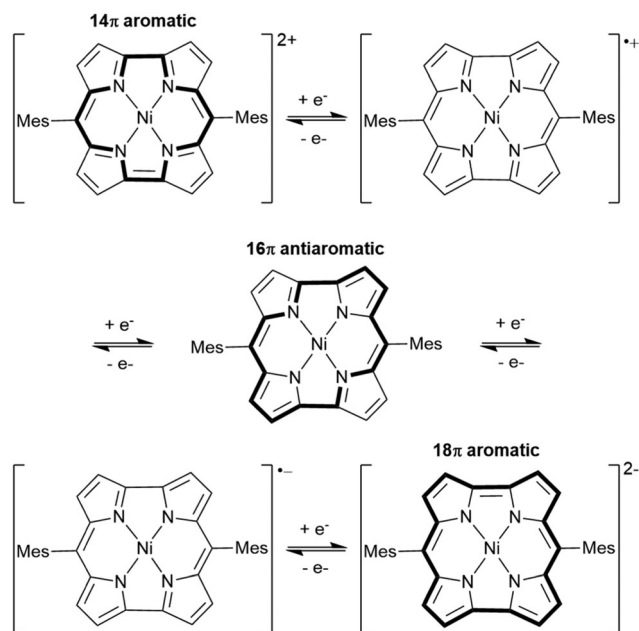 14π aromatic
2+
N N
Mes Ni Mes
N N
+ e⁻
- e-
•+
N N
Mes Ni Mes
N N
16π antiaromatic
+ e⁻
- e-
N N
Mes Ni Mes
N N
+ e⁻
- e-
18π aromatic
•–
N N
Mes Ni Mes
N N
+ e⁻
- e-
2-
N N
Mes Ni Mes
N N